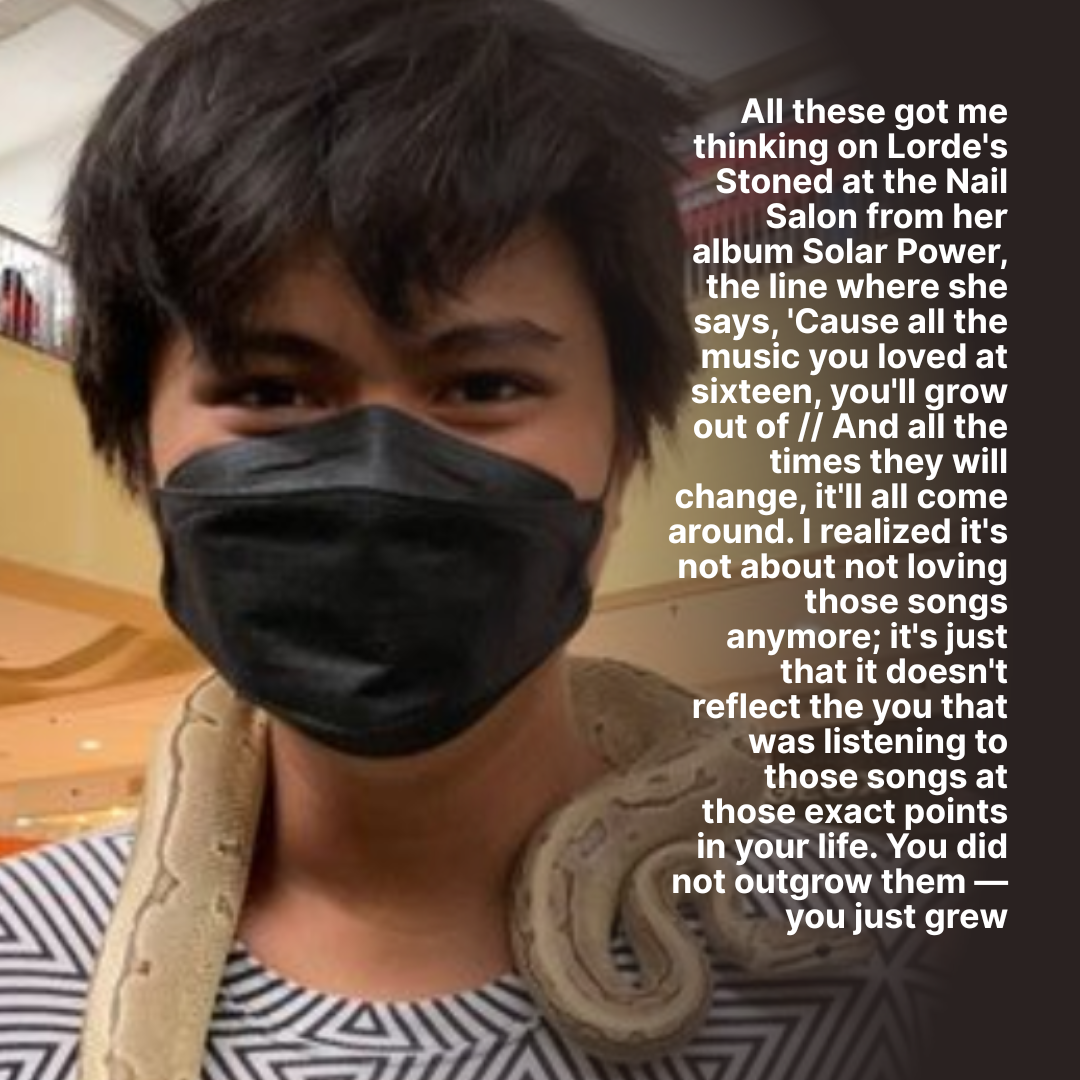 All these got me
thinking on Lorde's
Stoned at the Nail
Salon from her
album Solar Power,
the line where she
says, 'Cause all the
music you loved at
sixteen, you'll grow
out of // And all the
times they will
change, it'll all come
around. I realized it's
not about not loving
those songs
anymore; it's just
that it doesn't
reflect the you that
was listening to
those songs at
those exact points
in your life. You did
not outgrow them —
you just grew